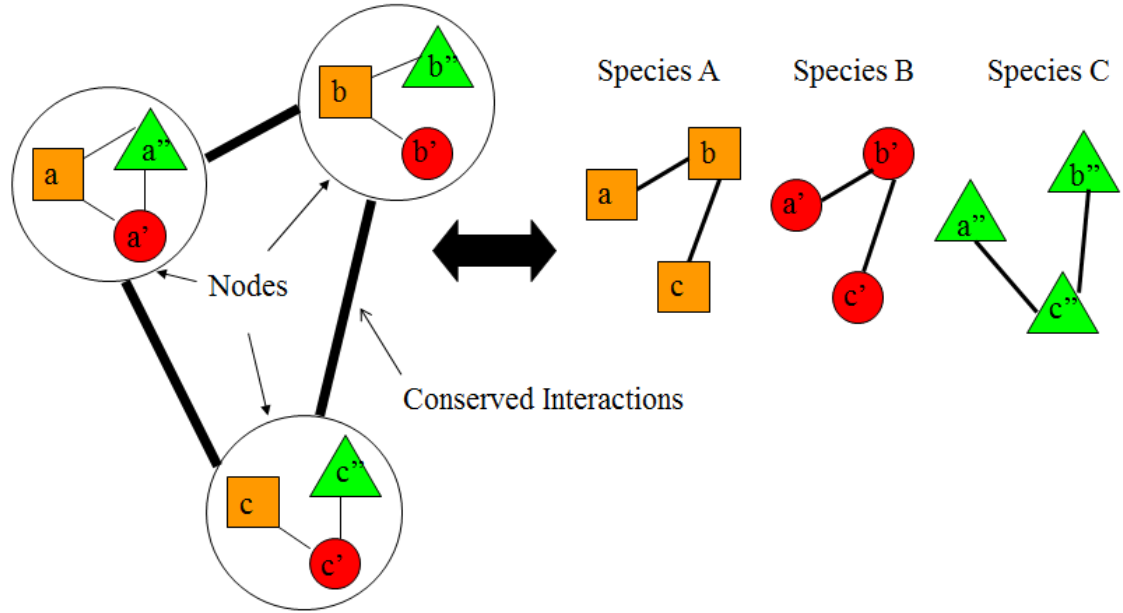 Species A
Species B
Species C
b
b”
b’
a
a”
a’
Nodes
Conserved Interactions
c
c”
c’
a
b
c
a’
b’
c’
a”
b”
c”